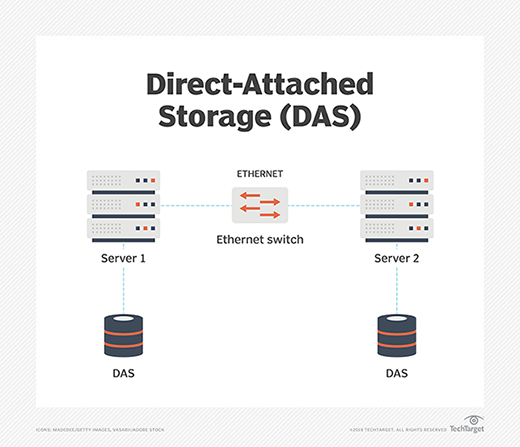 Direct-Attached
Storage (DAS)
ETHERNET
Ethernet switch
Server 1
Server 2
DAS
DAS
ICONS: MADEDEE/GETTY IMAGES, VASABII/ADOBE STOCK
©2018 TECHTARGET. ALL RIGHTS RESERVED
TechTarget